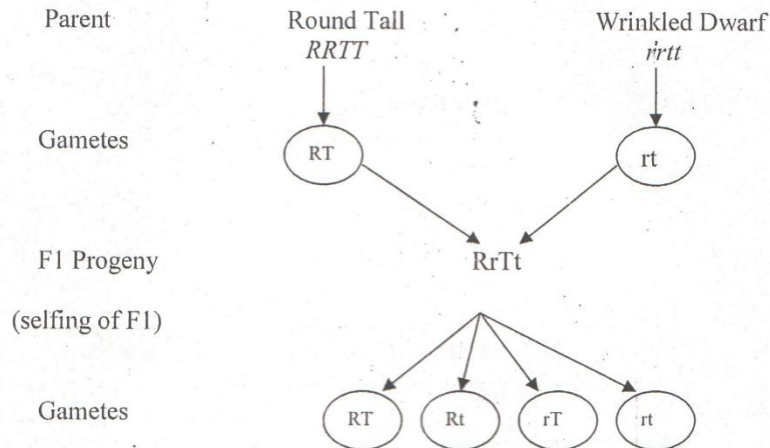 Parent Round Tall Wrinkled Dwarf
RRTT rrtt
Gametes RT rt
F1 Progeny RrTt
(selfing of F1)
Gametes RT Rt rT rt